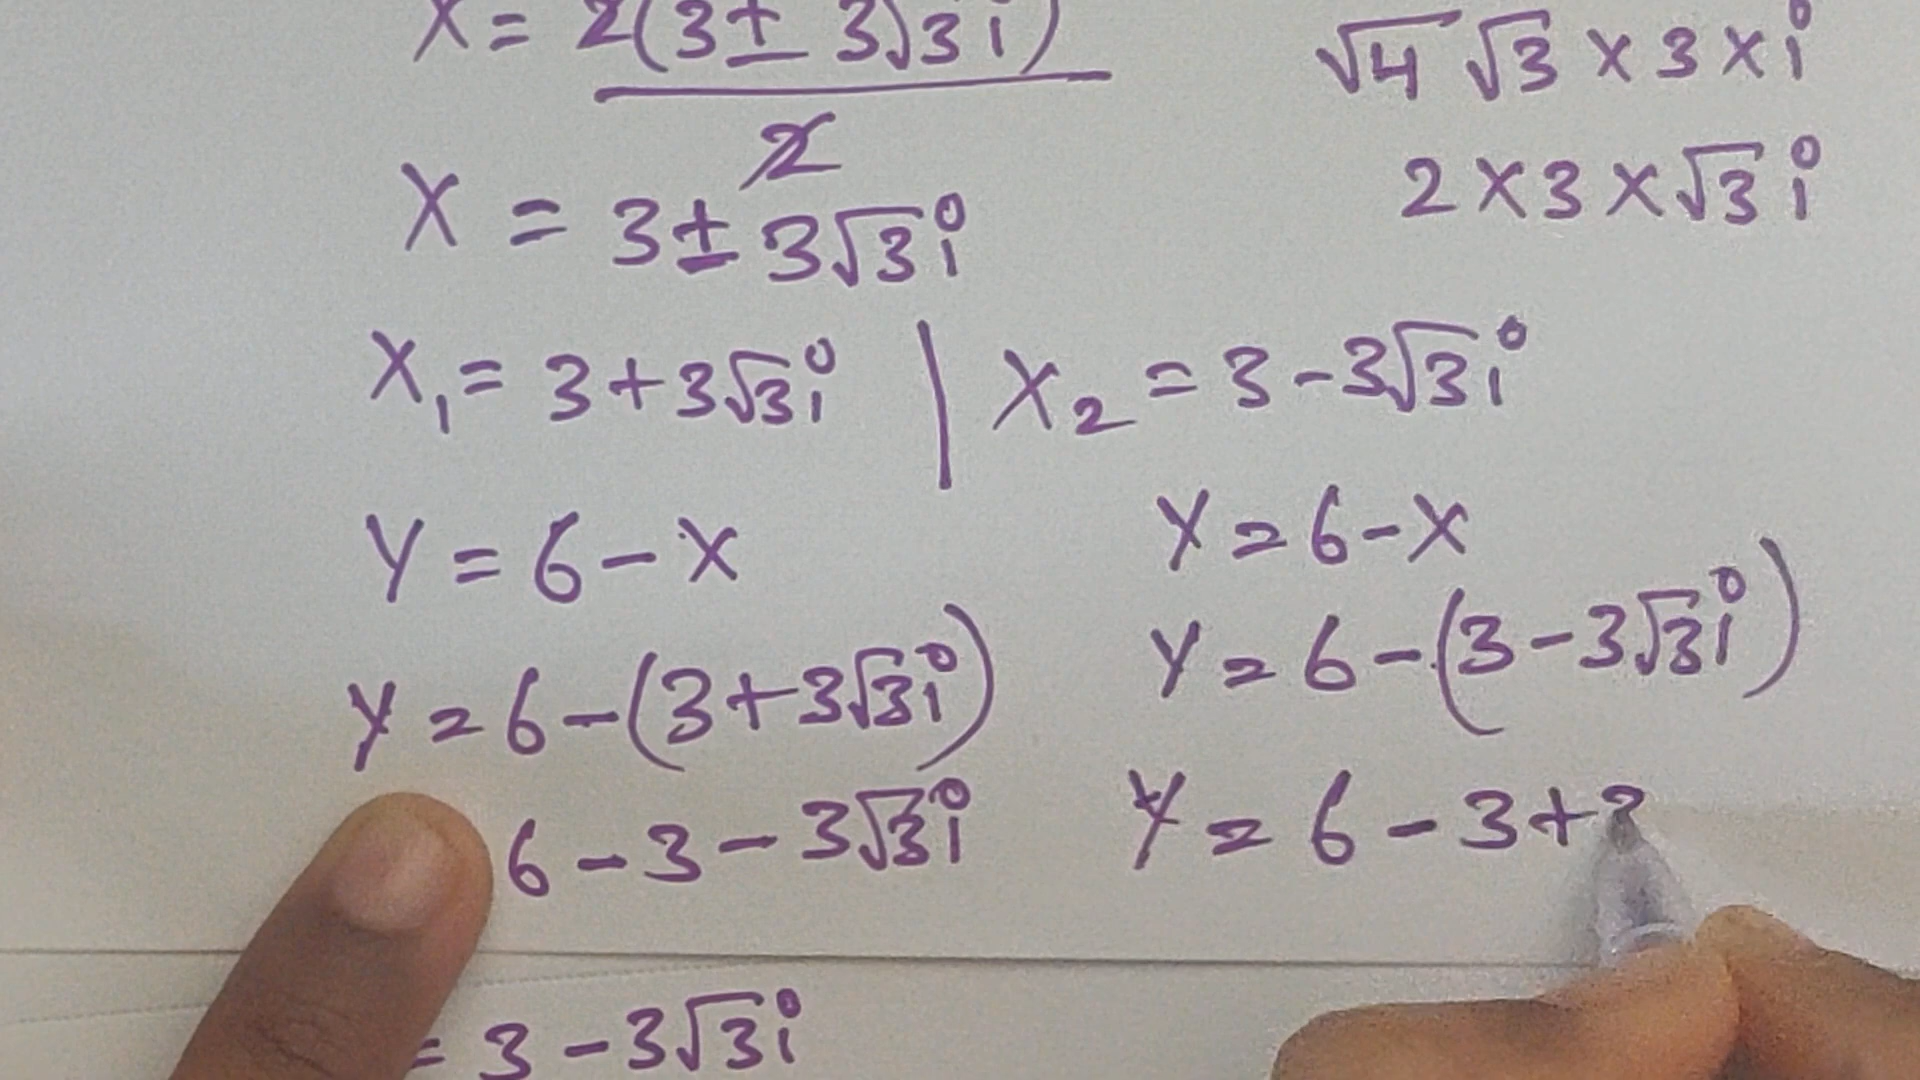 X = 2(3 ± 3√3 i)
2
X = 3 ± 3√3 i
X₁ = 3 + 3√3 i | X₂ = 3 - 3√3 i
Y = 6 - X
Y = 6 - (3 + 3√3 i)
6 - 3 - 3√3 i
= 3 - 3√3 i
√4 √3 × 3 × i
2 × 3 × √3 i
Y = 6 - X
Y = 6 - (3 - 3√3 i)
Y = 6 - 3 +